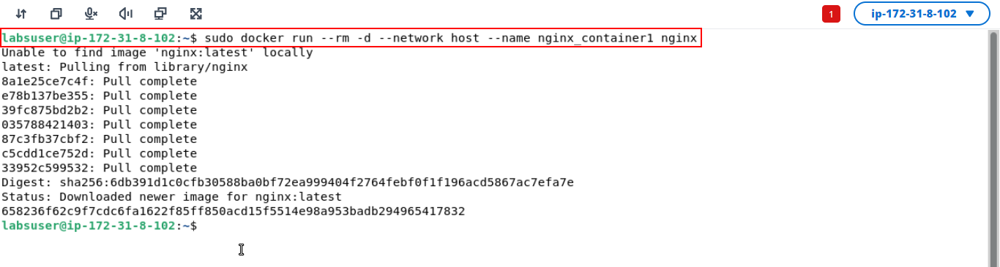 1
ip-172-31-8-102
labsuser@ip-172-31-8-102:~$ sudo docker run --rm -d --network host --name nginx_container1 nginx
Unable to find image 'nginx:latest' locally
latest: Pulling from library/nginx
8a1e25ce7c4f: Pull complete
e78b137be355: Pull complete
39fc875bd2b2: Pull complete
035788421403: Pull complete
87c3fb37cbf2: Pull complete
c5cdd1ce752d: Pull complete
33952c599532: Pull complete
Digest: sha256:6db391d1c0cfb30588ba0bf72ea999404f2764febf0f1f196acd5867ac7efa7e
Status: Downloaded newer image for nginx:latest
658236f62c9f7cdc6fa1622f85ff850acd15f5514e98a953badb294965417832
labsuser@ip-172-31-8-102:~$